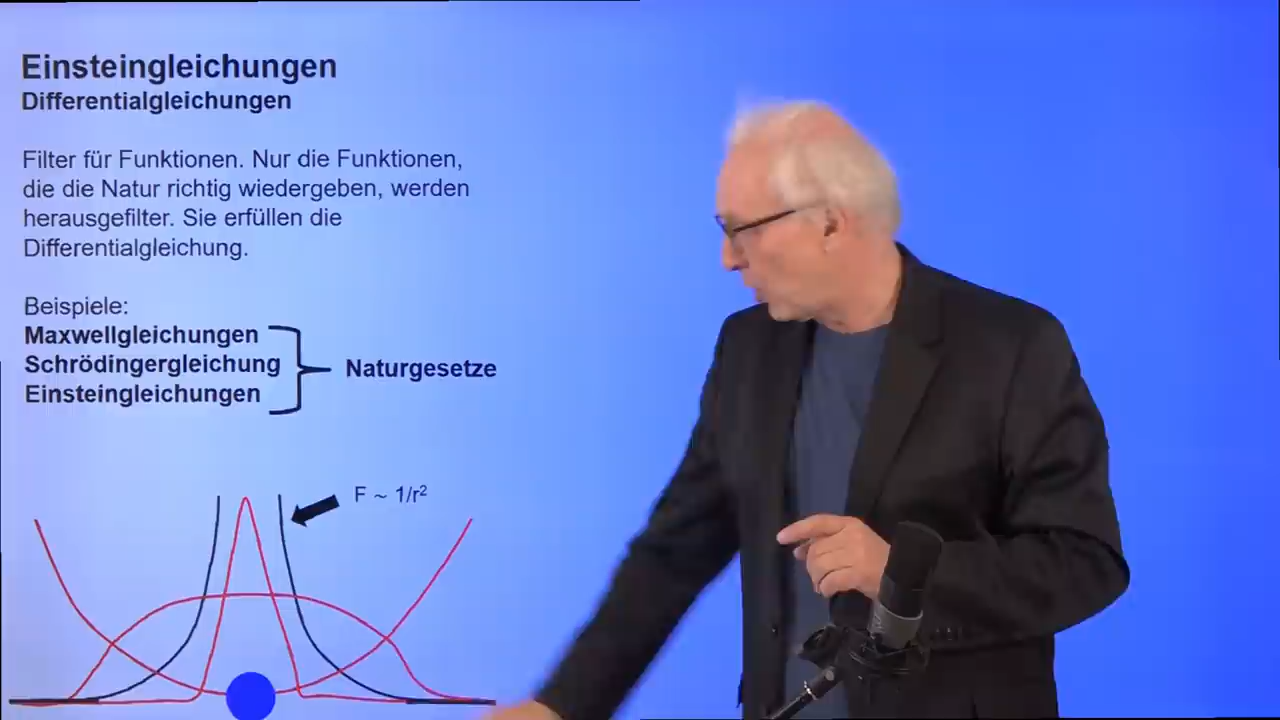 Einsteingleichungen
Differentialgleichungen
Filter für Funktionen. Nur die Funktionen,
die die Natur richtig wiedergeben, werden
herausgefilter. Sie erfüllen die
Differentialgleichung.
Beispiele:
Maxwellgleichungen
Schrödingergleichung
Einsteingleichungen
Naturgesetze
F ~ 1/r²